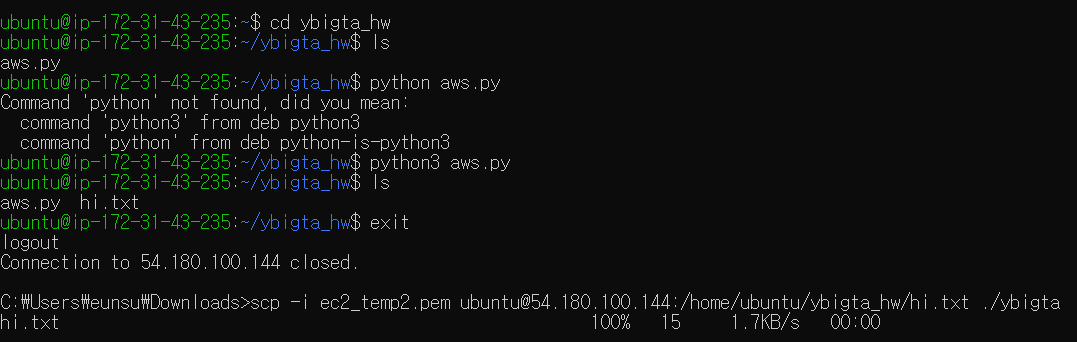 ubuntu@ip-172-31-43-235:~$ cd ybigta_hw
ubuntu@ip-172-31-43-235:~/ybigta_hw$ ls
aws.py
ubuntu@ip-172-31-43-235:~/ybigta_hw$ python aws.py
Command 'python' not found, did you mean:
  command 'python3' from deb python3
  command 'python' from deb python-is-python3
ubuntu@ip-172-31-43-235:~/ybigta_hw$ python3 aws.py
ubuntu@ip-172-31-43-235:~/ybigta_hw$ ls
aws.py  hi.txt
ubuntu@ip-172-31-43-235:~/ybigta_hw$ exit
logout
Connection to 54.180.100.144 closed.

C:₩Users₩eunsu₩Downloads>scp -i ec2_temp2.pem ubuntu@54.180.100.144:/home/ubuntu/ybigta_hw/hi.txt ./ybigta
hi.txt                                                     100%   15     1.7KB/s   00:00